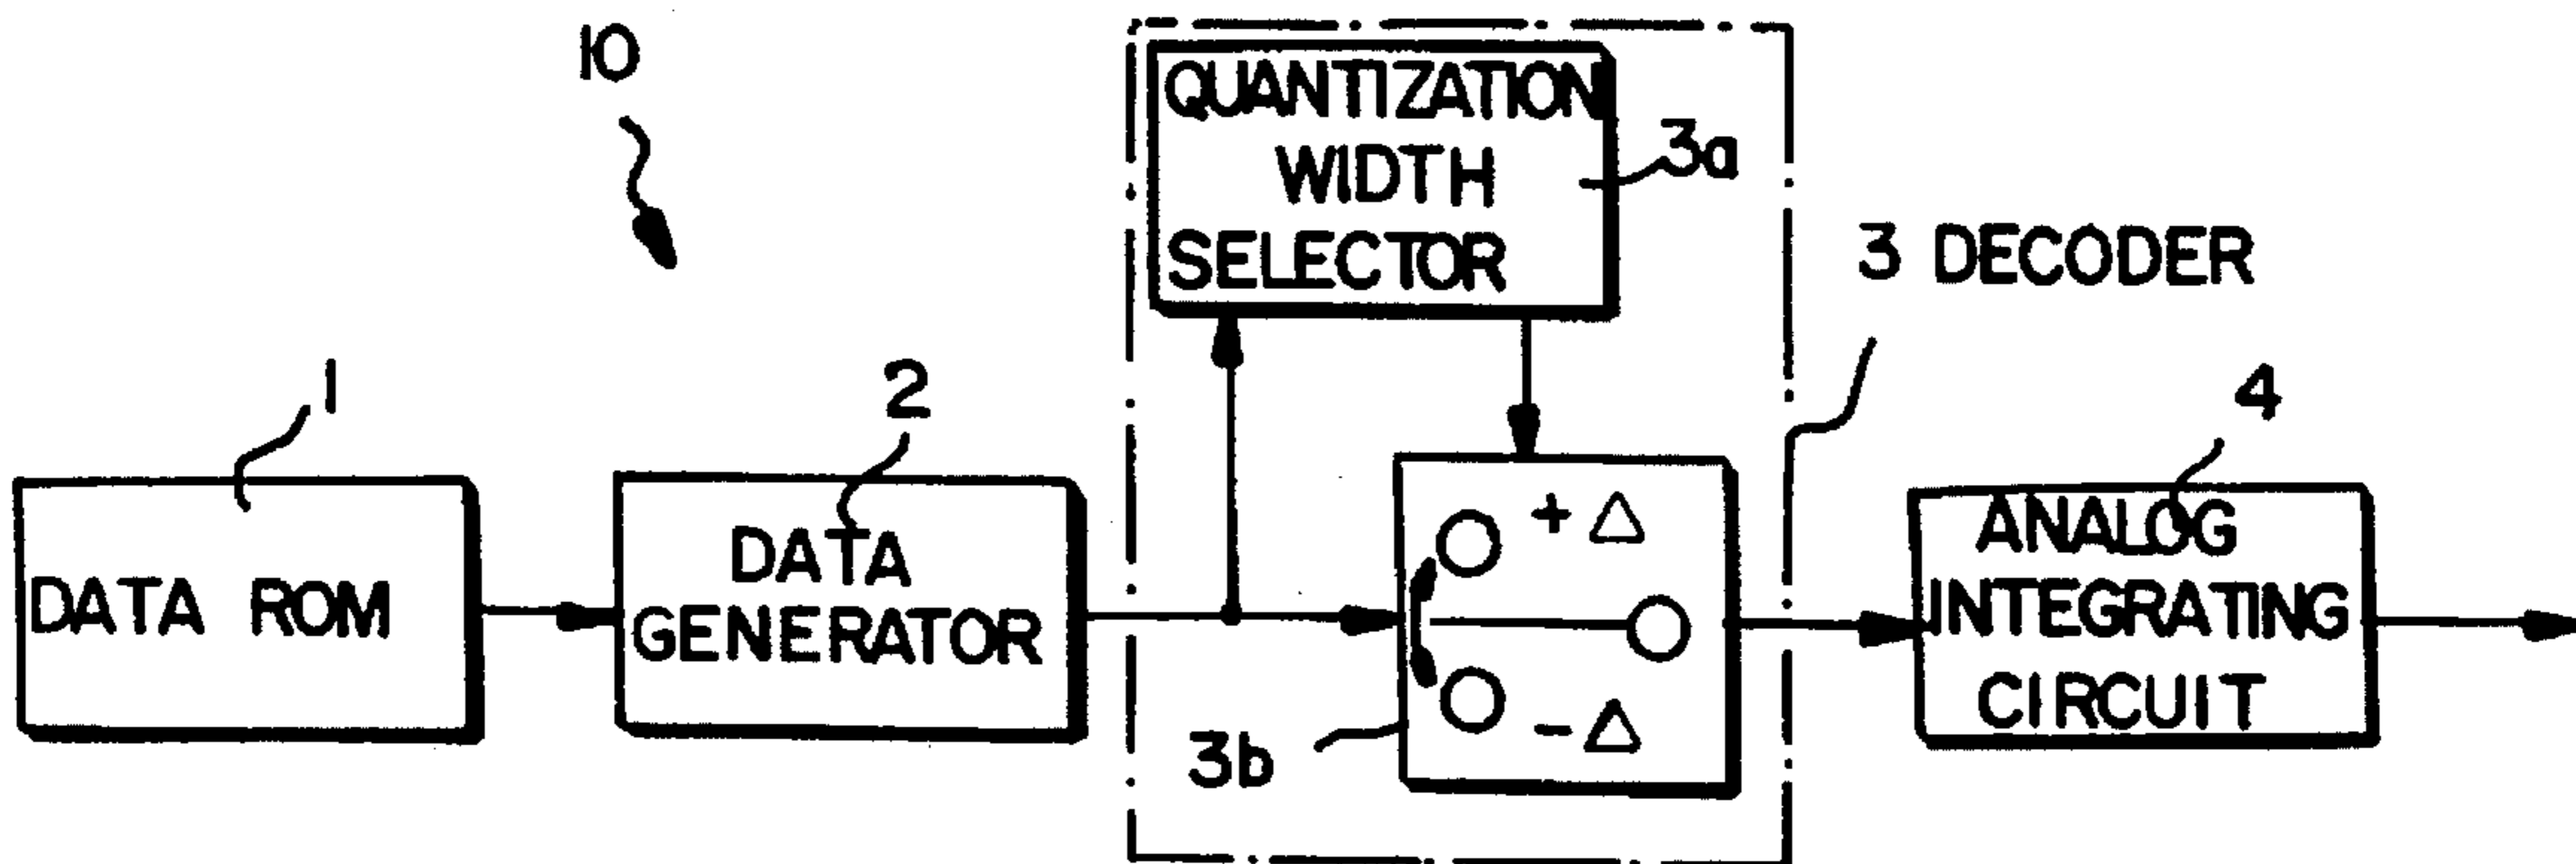 10
QUANTIZATION
WIDTH
SELECTOR
3a
3 DECODER
1
2
4
DATA ROM
DATA
GENERATOR
+ △
- △
3b
ANALOG
INTEGRATING
CIRCUIT